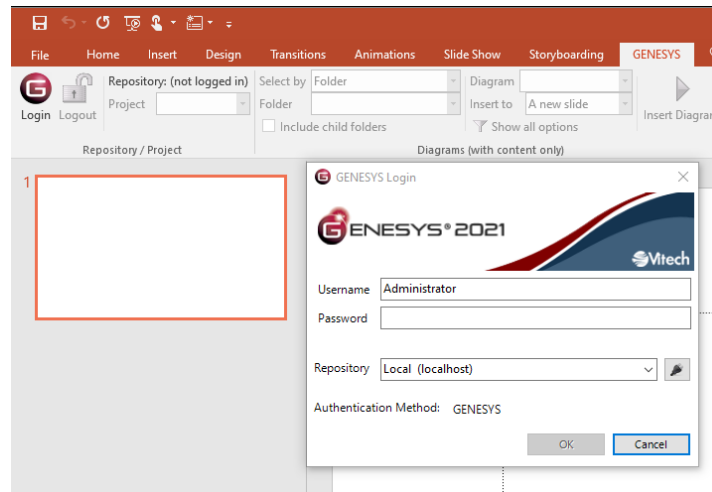 File Home Insert Design Transitions Animations Slide Show Storyboarding GENESYS
Repository: (not logged in) Select by Folder Diagram
Project Folder Insert to A new slide
Login Logout Include child folders Show all options Insert Diagram
Repository / Project Diagrams (with content only)
1
G GENESYS Login
GENESYS® 2021
Vitech
Username Administrator
Password
Repository Local (localhost)
Authentication Method: GENESYS
OK Cancel